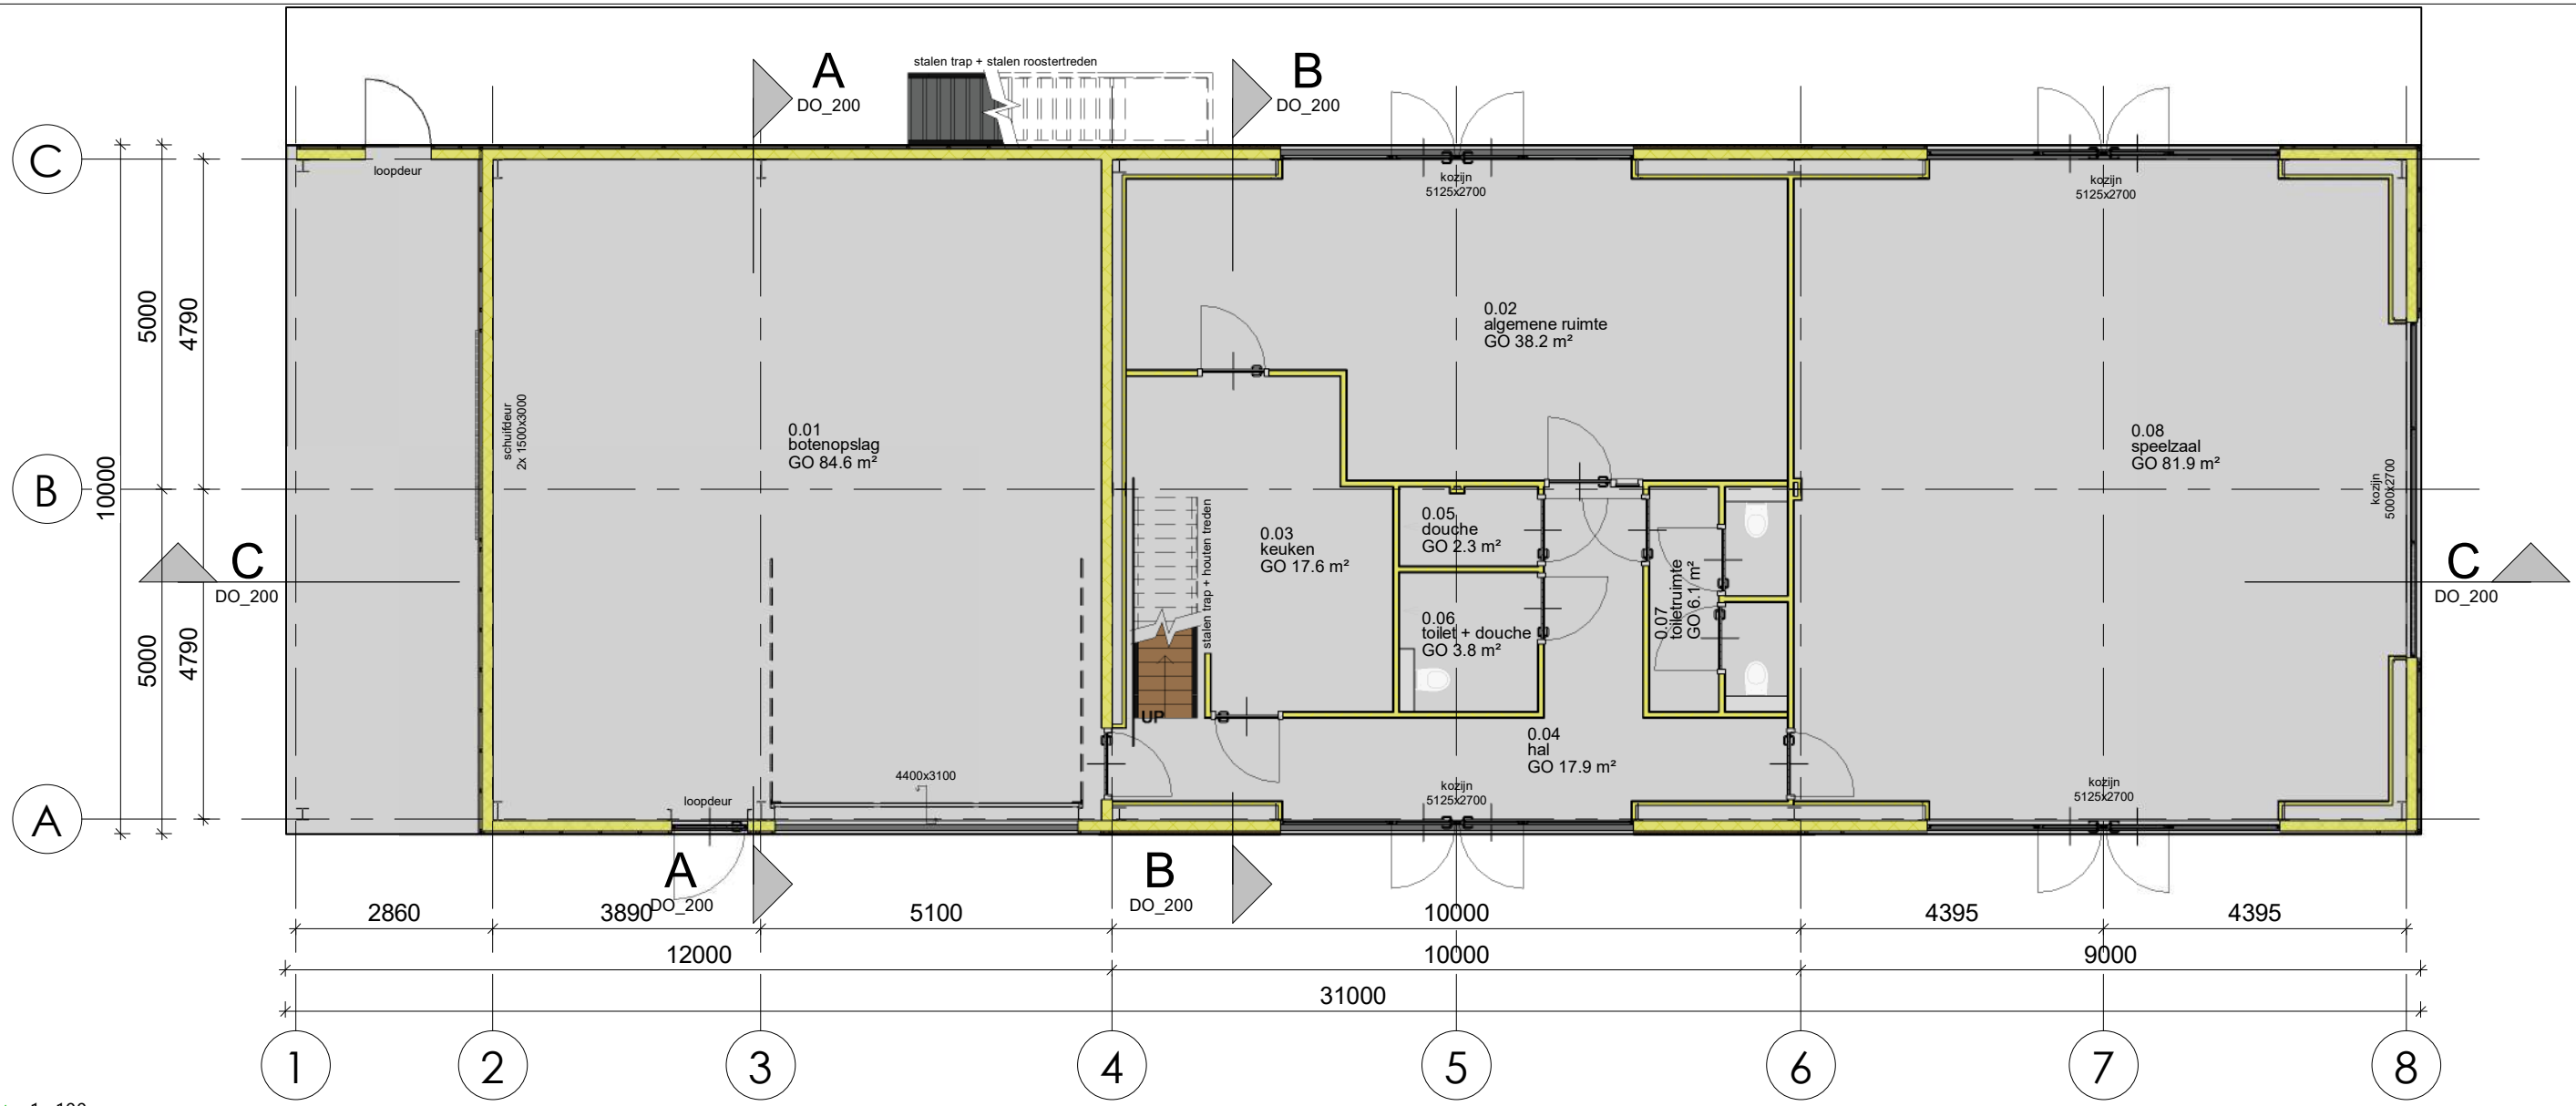 stalen trap + stalen roostertreden
A
DO_200
B
DO_200
C
loopdeur
kozijn
5125x2700
kozijn
5125x2700
5000
4790
10000
B
5000
4790
A
C
DO_200
C
DO_200
schuifdeur
2x 1500x3000
0.01
botenopslag
GO 84.6 m²
0.02
algemene ruimte
GO 38.2 m²
0.03
keuken
GO 17.6 m²
stalen trap + houten treden
UP
0.05
douche
GO 2.3 m²
0.06
toilet + douche
GO 3.8 m²
0.07
toiletruimte
GO 6.1 m²
0.04
hal
GO 17.9 m²
0.08
speelzaal
GO 81.9 m²
kozijn
5000x2700
loopdeur
4400x3100
kozijn
5125x2700
kozijn
5125x2700
A
DO_200
B
DO_200
2860
3890
5100
10000
4395
4395
12000
10000
9000
31000
1
2
3
4
5
6
7
8